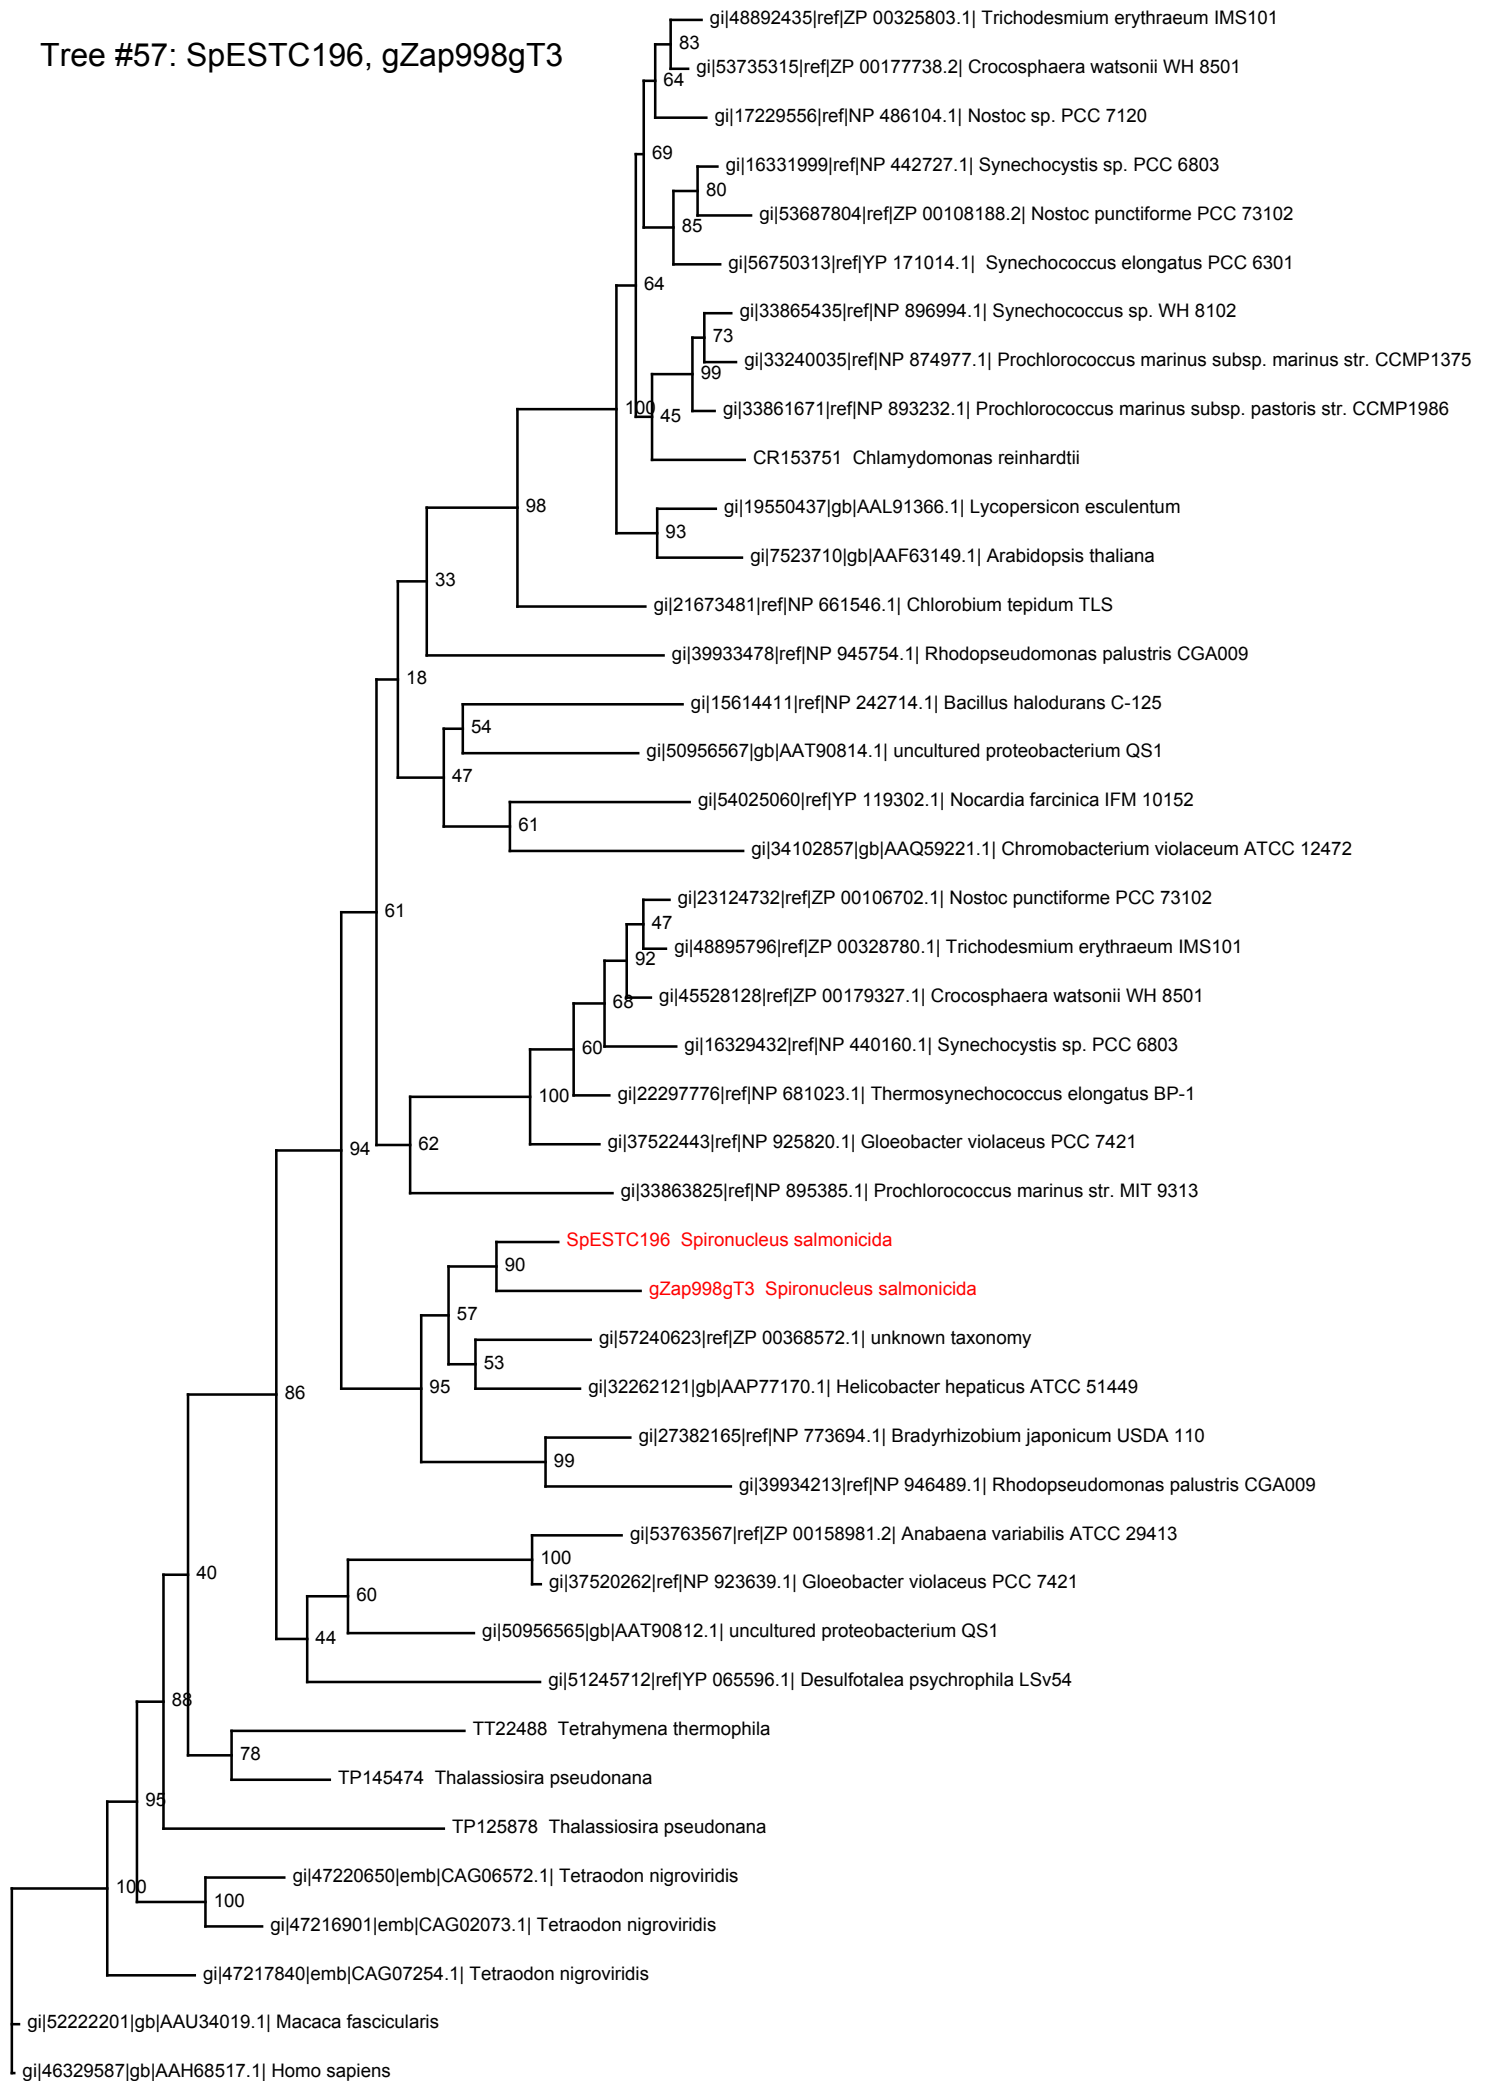 gi|48892435|ref|ZP 00325803.1| Trichodesmium erythraeum IMS101
Tree #57: SpESTC196, gZap998gT3
83
gi|53735315|ref|ZP 00177738.2| Crocosphaera watsonii WH 8501
64
gi|17229556|ref|NP 486104.1| Nostoc sp. PCC 7120
69
gi|16331999|ref|NP 442727.1| Synechocystis sp. PCC 6803
80
gi|53687804|ref|ZP 00108188.2| Nostoc punctiforme PCC 73102
85
gi|56750313|ref|YP 171014.1| Synechococcus elongatus PCC 6301
64
gi|33865435|ref|NP 896994.1| Synechococcus sp. WH 8102
73
gi|33240035|ref|NP 874977.1| Prochlorococcus marinus subsp. marinus str. CCMP1375
99
gi|33861671|ref|NP 893232.1| Prochlorococcus marinus subsp. pastoris str. CCMP1986
100
45
CR153751 Chlamydomonas reinhardtii
98
gi|19550437|gb|AAL91366.1| Lycopersicon esculentum
93
gi|7523710|gb|AAF63149.1| Arabidopsis thaliana
33
gi|21673481|ref|NP 661546.1| Chlorobium tepidum TLS
gi|39933478|ref|NP 945754.1| Rhodopseudomonas palustris CGA009
18
gi|15614411|ref|NP 242714.1| Bacillus halodurans C-125
54
gi|50956567|gb|AAT90814.1| uncultured proteobacterium QS1
47
gi|54025060|ref|YP 119302.1| Nocardia farcinica IFM 10152
61
gi|34102857|gb|AAQ59221.1| Chromobacterium violaceum ATCC 12472
gi|23124732|ref|ZP 00106702.1| Nostoc punctiforme PCC 73102
61
47
gi|48895796|ref|ZP 00328780.1| Trichodesmium erythraeum IMS101
92
gi|45528128|ref|ZP 00179327.1| Crocosphaera watsonii WH 8501
68
gi|16329432|ref|NP 440160.1| Synechocystis sp. PCC 6803
60
gi|22297776|ref|NP 681023.1| Thermosynechococcus elongatus BP-1
100
gi|37522443|ref|NP 925820.1| Gloeobacter violaceus PCC 7421
62
94
gi|33863825|ref|NP 895385.1| Prochlorococcus marinus str. MIT 9313
SpESTC196 Spironucleus salmonicida
90
gZap998gT3 Spironucleus salmonicida
57
gi|57240623|ref|ZP 00368572.1| unknown taxonomy
53
gi|32262121|gb|AAP77170.1| Helicobacter hepaticus ATCC 51449
95
86
gi|27382165|ref|NP 773694.1| Bradyrhizobium japonicum USDA 110
99
gi|39934213|ref|NP 946489.1| Rhodopseudomonas palustris CGA009
gi|53763567|ref|ZP 00158981.2| Anabaena variabilis ATCC 29413
100
40
gi|37520262|ref|NP 923639.1| Gloeobacter violaceus PCC 7421
60
gi|50956565|gb|AAT90812.1| uncultured proteobacterium QS1
44
gi|51245712|ref|YP 065596.1| Desulfotalea psychrophila LSv54
88
TT22488 Tetrahymena thermophila
78
TP145474 Thalassiosira pseudonana
95
TP125878 Thalassiosira pseudonana
gi|47220650|emb|CAG06572.1| Tetraodon nigroviridis
100
100
gi|47216901|emb|CAG02073.1| Tetraodon nigroviridis
gi|47217840|emb|CAG07254.1| Tetraodon nigroviridis
gi|52222201|gb|AAU34019.1| Macaca fascicularis
gi|46329587|gb|AAH68517.1| Homo sapiens